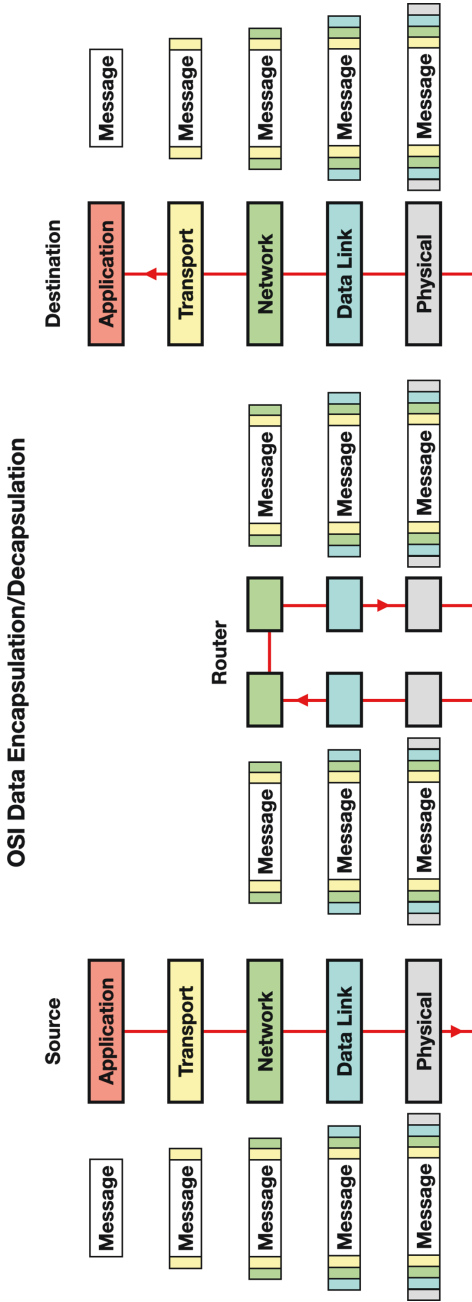 OSI Data Encapsulation/Decapsulation
Source Destination
Message Application Application Message
Message Transport Transport Message
Router
Message Network Message Message Network Message
Message Data Link Message Message Data Link Message
Message Physical Message Message Physical Message